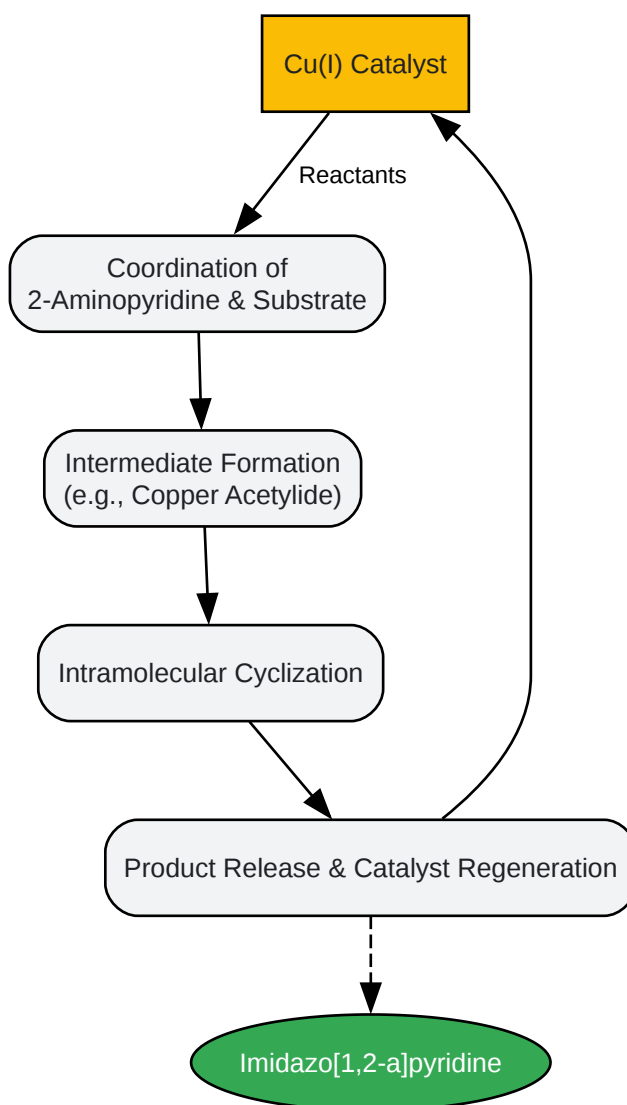 Cu(I) Catalyst
Reactants
Coordination of
2-Aminopyridine & Substrate
Intermediate Formation
(e.g., Copper Acetylide)
Intramolecular Cyclization
Product Release & Catalyst Regeneration
Imidazo[1,2-a]pyridine